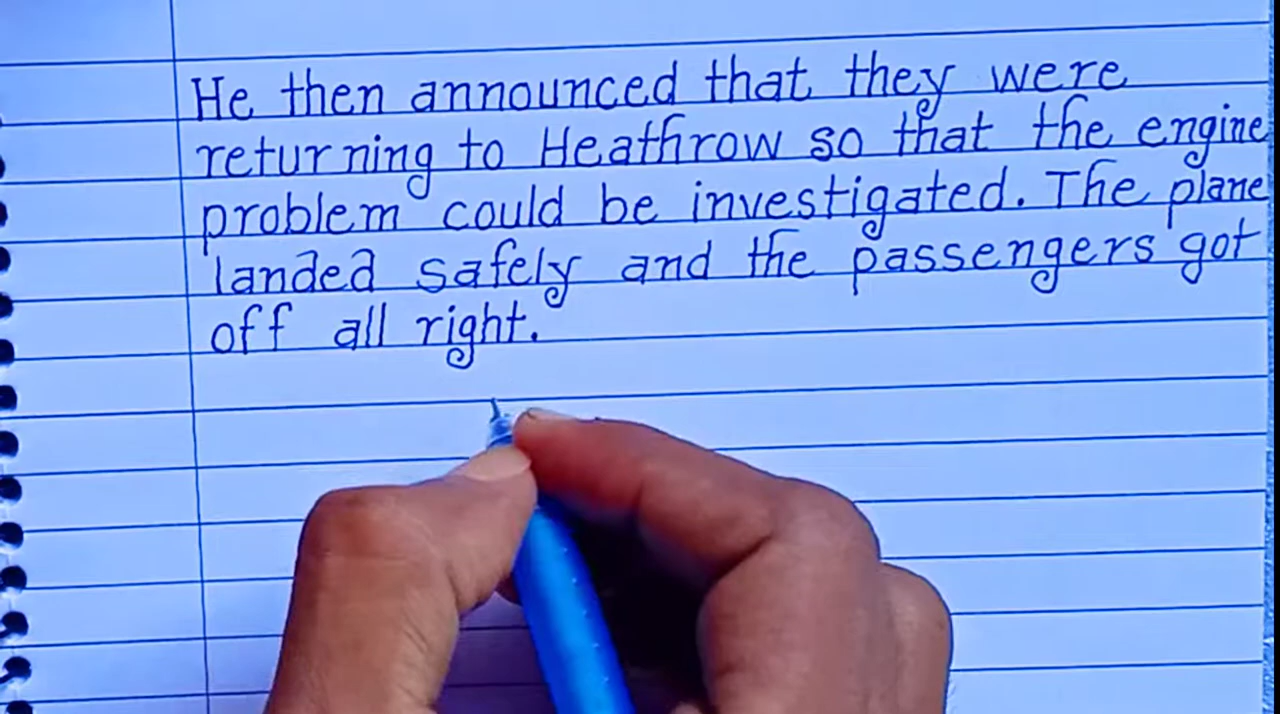 He then announced that they were
returning to Heathrow so that the engine
problem could be investigated. The plane
landed safely and the passengers got
off all right.